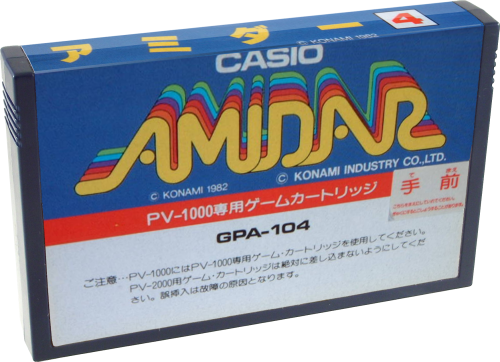 アミダー
4
© KONAMI 1982
CASIO
AMIDAR
© KONAMI 1982
© KONAMI INDUSTRY CO.,LTD.
PV-1000専用ゲームカートリッジ
て まえ
手前
GPA-104
ご注意…PV-1000にはPV-1000専用ゲーム・カートリッジを使用してください。
PV-2000用ゲーム・カートリッジは絶対に差し込まないようにしてくだ
さい。誤挿入は故障の原因となります。